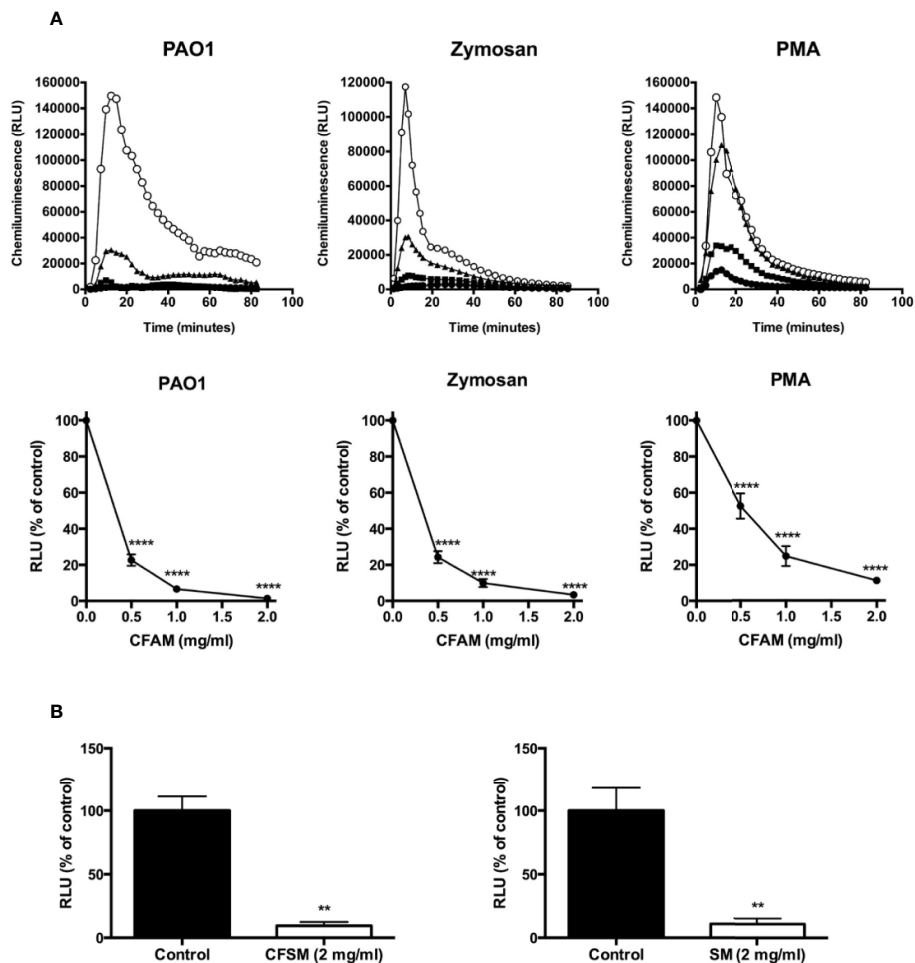 A
PAO1
Zymosan
PMA
Chemiluminescence (RLU)
160000
140000
120000
100000
80000
60000
40000
20000
0
0 20 40 60 80 100
Time (minutes)
Chemiluminescence (RLU)
120000
100000
80000
60000
40000
20000
0
0 20 40 60 80 100
Time (minutes)
Chemiluminescence (RLU)
160000
140000
120000
100000
80000
60000
40000
20000
0
0 20 40 60 80 100
Time (minutes)
PAO1
Zymosan
PMA
RLU (% of control)
100
80
60
40
20
0
****
****
****
0.0 0.5 1.0 1.5 2.0
CFAM (mg/ml)
RLU (% of control)
100
80
60
40
20
0
****
****
****
0.0 0.5 1.0 1.5 2.0
CFAM (mg/ml)
RLU (% of control)
100
80
60
40
20
0
****
****
****
0.0 0.5 1.0 1.5 2.0
CFAM (mg/ml)
B
RLU (% of control)
150
100
50
0
**
Control CFSM (2 mg/ml)
RLU (% of control)
150
100
50
0
**
Control SM (2 mg/ml)